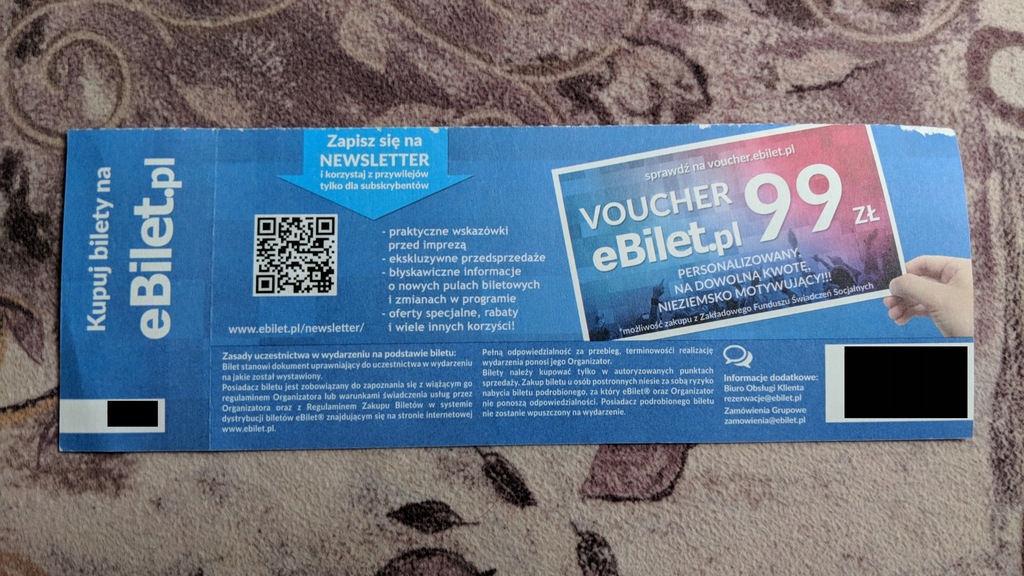 Kupuj bilety na
eBilet.pl
Zapisz się na
NEWSLETTER
i korzystaj z przywilejów
tylko dla subskrybentów
- praktyczne wskazówki
przed imprezą
- ekskluzywne przedsprzedaże
- błyskawiczne informacje
o nowych pulach biletowych
i zmianach w programie
- oferty specjalne, rabaty
i wiele innych korzyści!
www.ebilet.pl/newsletter/
sprawdź na voucher.ebilet.pl
VOUCHER
eBilet.pl
99 ZŁ
PERSONALIZOWANY,
NA DOWOLNĄ KWOTĘ,
NIEZIEMSKO MOTYWUJĄCY!!!
*możliwość zakupu z Zakładowego Funduszu Świadczeń Socjalnych
Zasady uczestnictwa w wydarzeniu na podstawie biletu:
Bilet stanowi dokument uprawniający do uczestnictwa w wydarzeniu
na jakie został wystawiony.
Posiadacz biletu jest zobowiązany do zapoznania się z wiążącym go
regulaminem Organizatora lub warunkami świadczenia usług przez
Organizatora oraz z Regulaminem Zakupu Biletów w systemie
dystrybucji biletów eBilet® znajdującym się na stronie internetowej
www.ebilet.pl.
Pełną odpowiedzialność za przebieg, terminowości realizację
wydarzenia ponosi jego Organizator.
Bilety należy kupować tylko w autoryzowanych punktach
sprzedaży. Zakup biletu u osób postronnych niesie za sobą ryzyko
nabycia biletu podrobionego, za który eBilet® oraz Organizator
nie ponoszą odpowiedzialności. Posiadacz podrobionego biletu
nie zostanie wpuszczony na wydarzenie.
Informacje dodatkowe:
Biuro Obsługi Klienta
rezerwacje@ebilet.pl
Zamówienia Grupowe
zamowienia@ebilet.pl